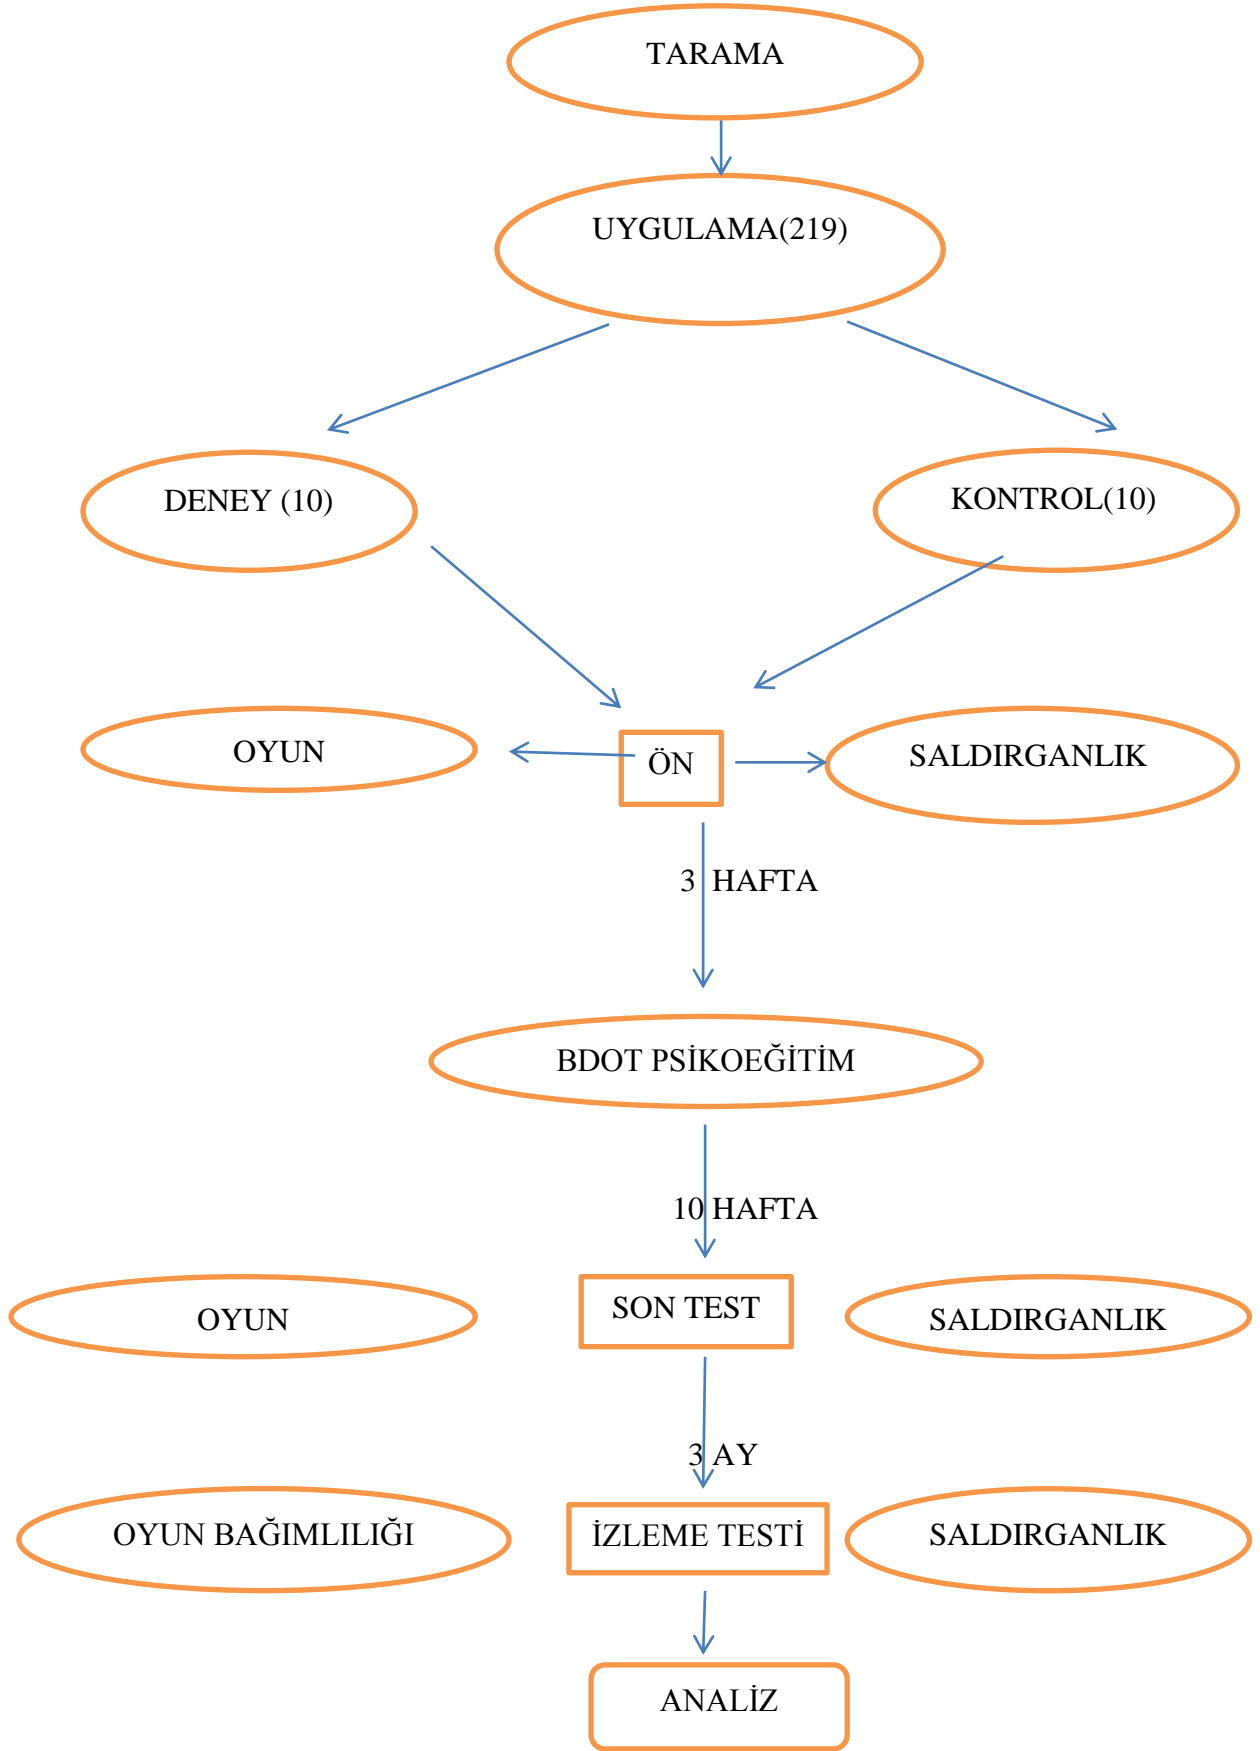 TARAMA
UYGULAMA(219)
DENEY (10)
KONTROL(10)
OYUN
ÖN
SALDIRGANLIK
3 HAFTA
BDOT PSİKOEĞİTİM
10 HAFTA
OYUN
SON TEST
SALDIRGANLIK
3 AY
OYUN BAĞIMLILIĞI
İZLEME TESTİ
SALDIRGANLIK
ANALİZ